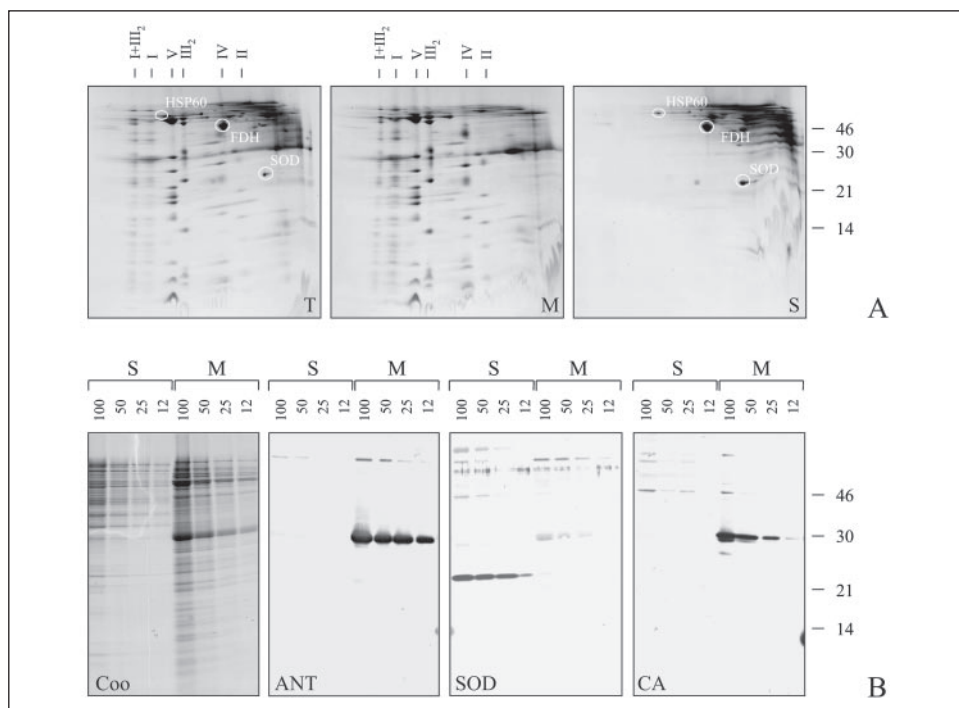 I+III₂ I V III₂ IV II I+III₂ I V III₂ IV II
HSP60 HSP60
FDH FDH
SOD SOD
46
30
21
14
T M S A
S M S M S M S M
100 50 25 12 100 50 25 12 100 50 25 12 100 50 25 12 100 50 25 12 100 50 25 12 100 50 25 12 100 50 25 12
46
30
21
14
Coo ANT SOD CA B